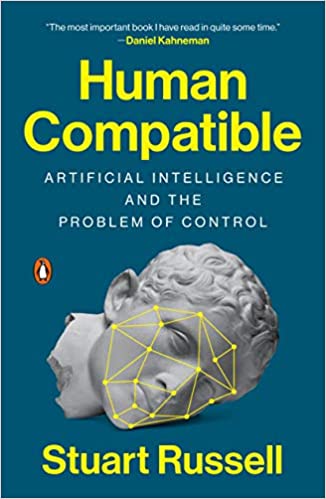 "The most important book I have read in quite some time."
—Daniel Kahneman
Human
Compatible
ARTIFICIAL INTELLIGENCE
AND THE
PROBLEM OF CONTROL
Stuart Russell